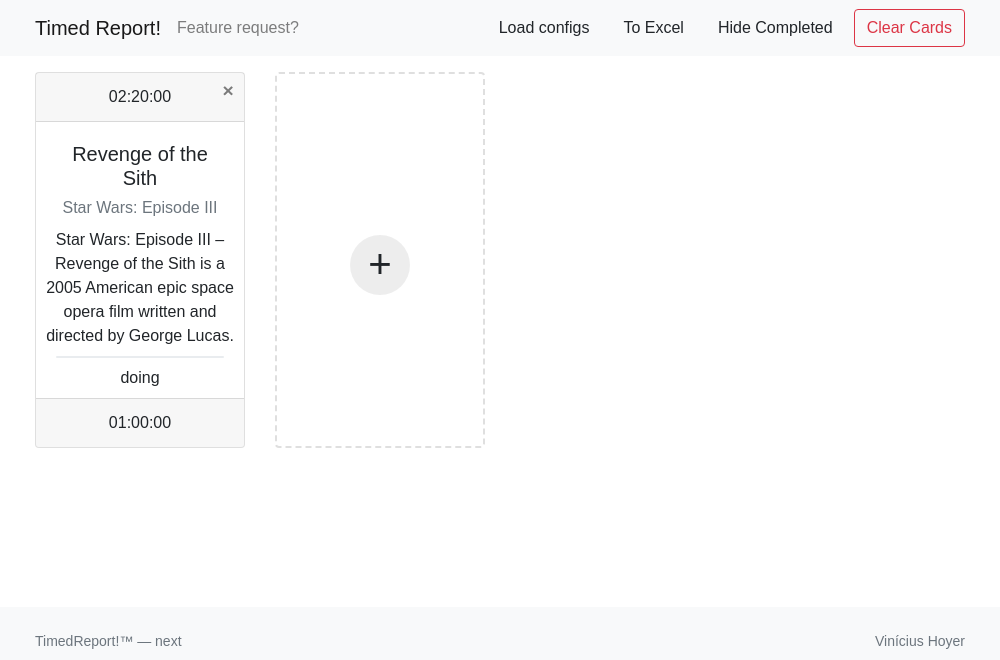 Timed Report! Feature request? Load configs To Excel Hide Completed Clear Cards
02:20:00 ×
Revenge of the
Sith
Star Wars: Episode III
Star Wars: Episode III –
Revenge of the Sith is a
2005 American epic space
opera film written and
directed by George Lucas.
doing
01:00:00
+
TimedReport!™ — next Vinícius Hoyer